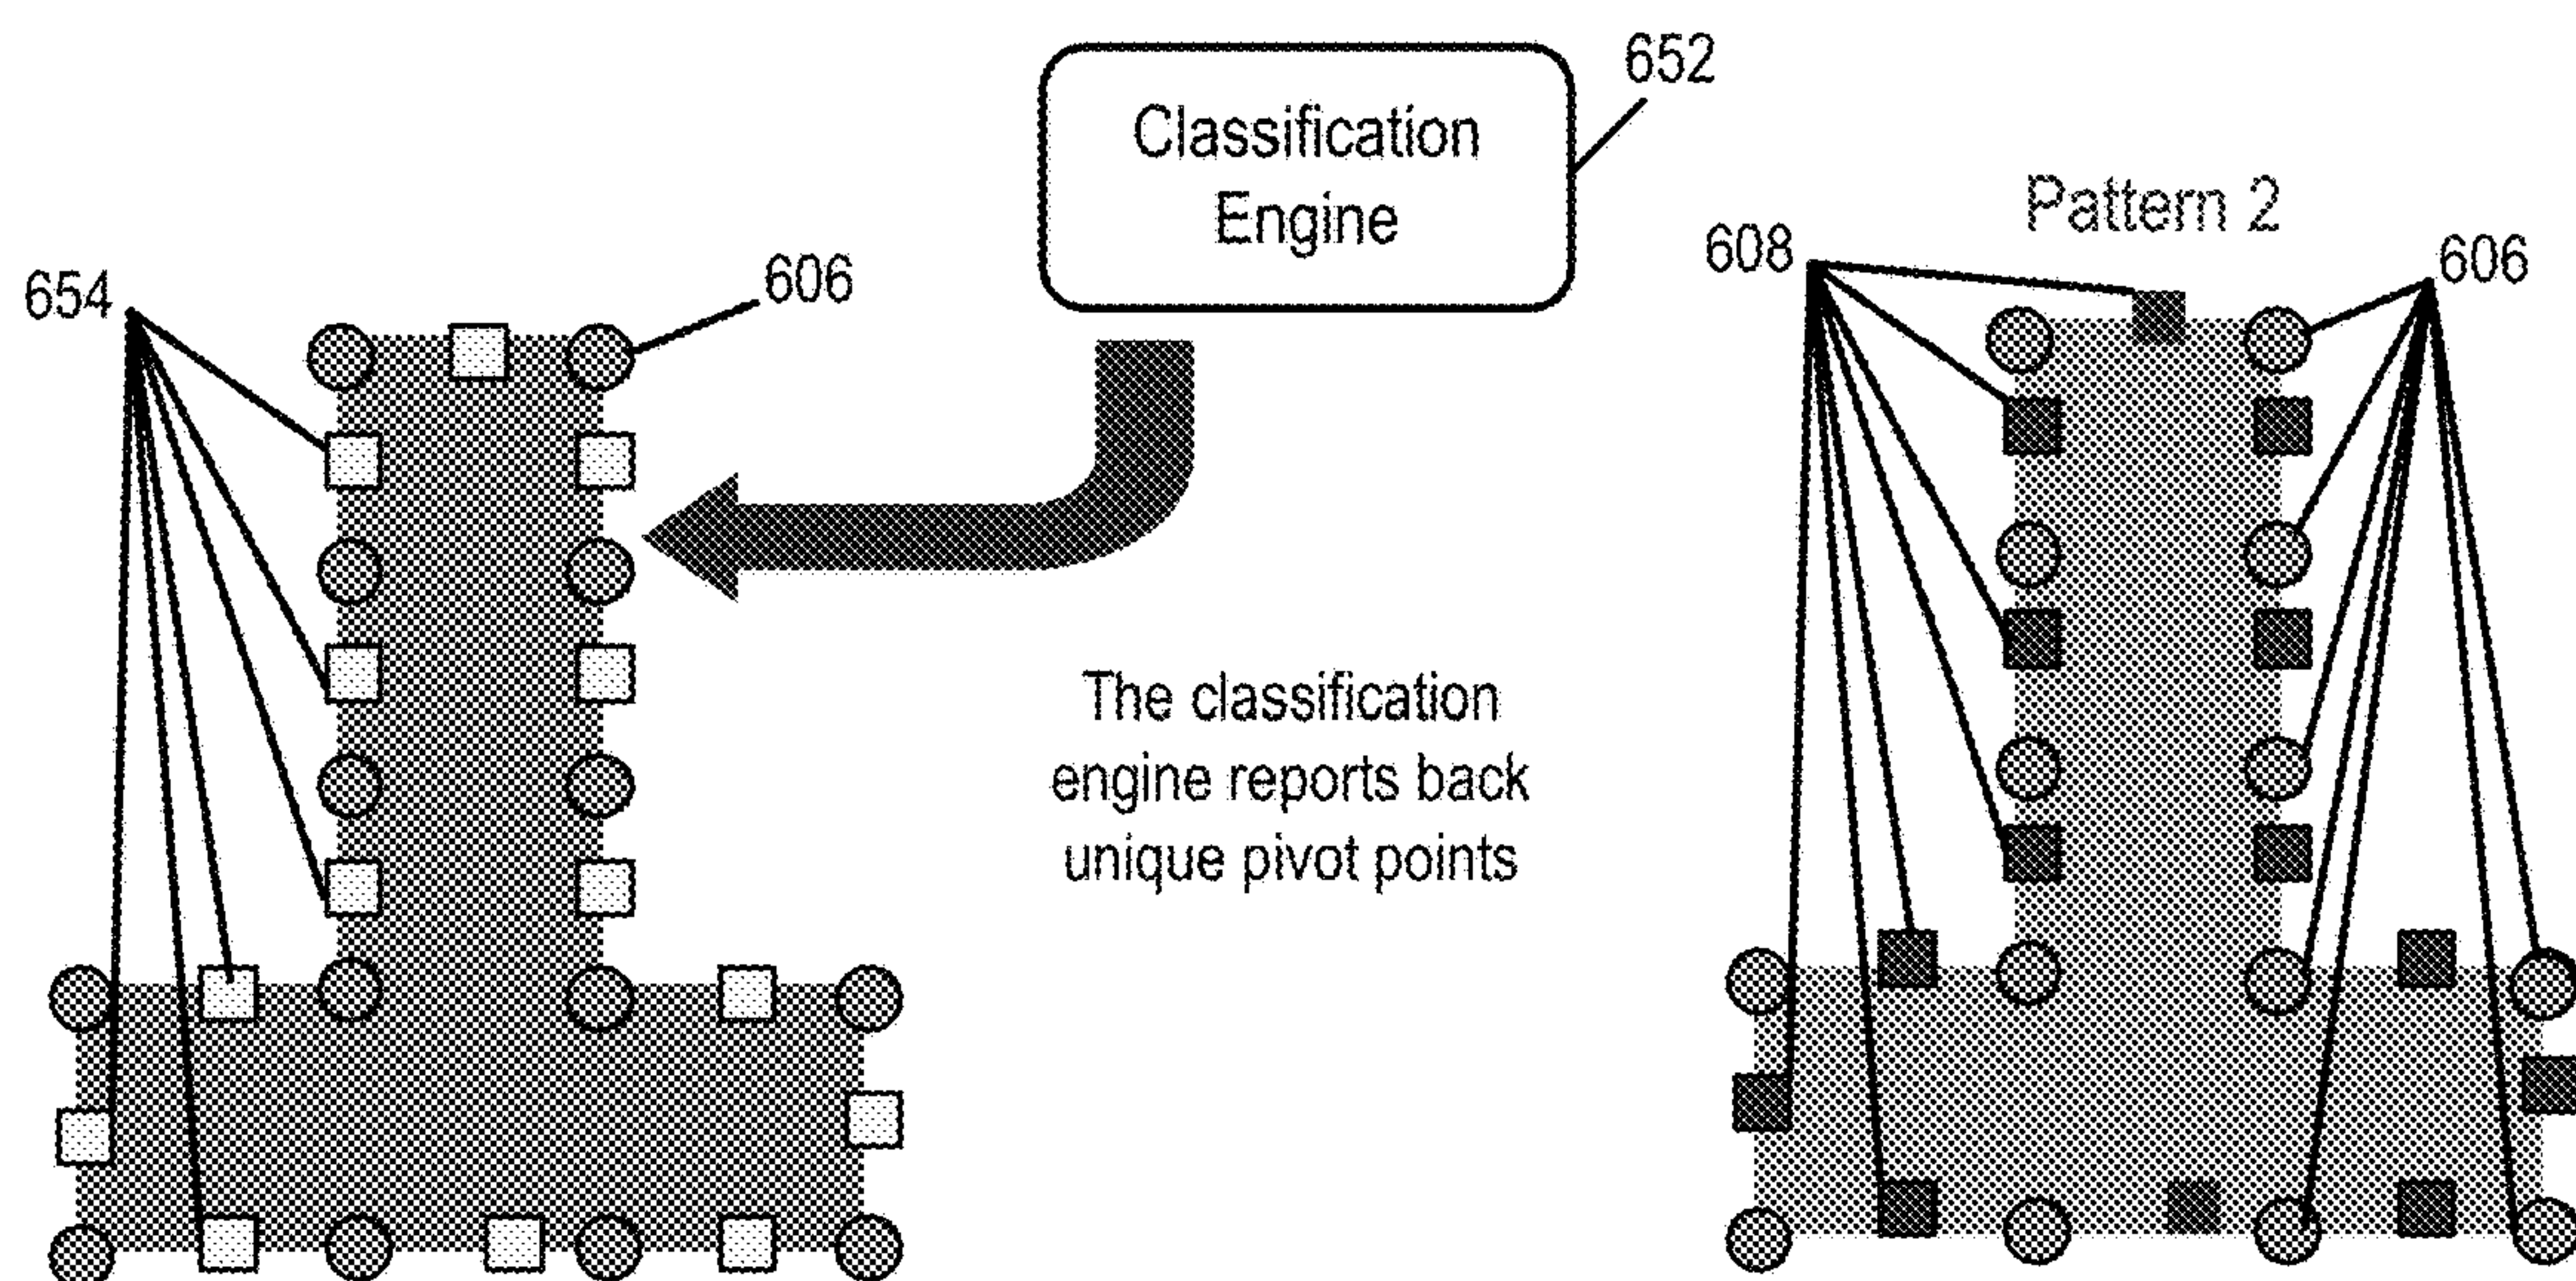 652
Classification
Engine
Pattern 2
608
606
654
606
The classification
engine reports back
unique pivot points